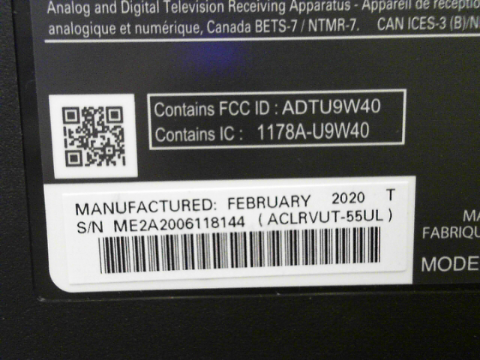 Analog and Digital Television Receiving Apparatus - Appareil de réception
analogique et numérique, Canada BETS-7 / NTMR-7. CAN ICES-3 (B)
Contains FCC ID : ADTU9W40
Contains IC : 1178A-U9W40
MANUFACTURED: FEBRUARY 2020 T
S/N ME2A2006118144 ( ACLRVUT-55UL )
MA
FABRIQU
MODE